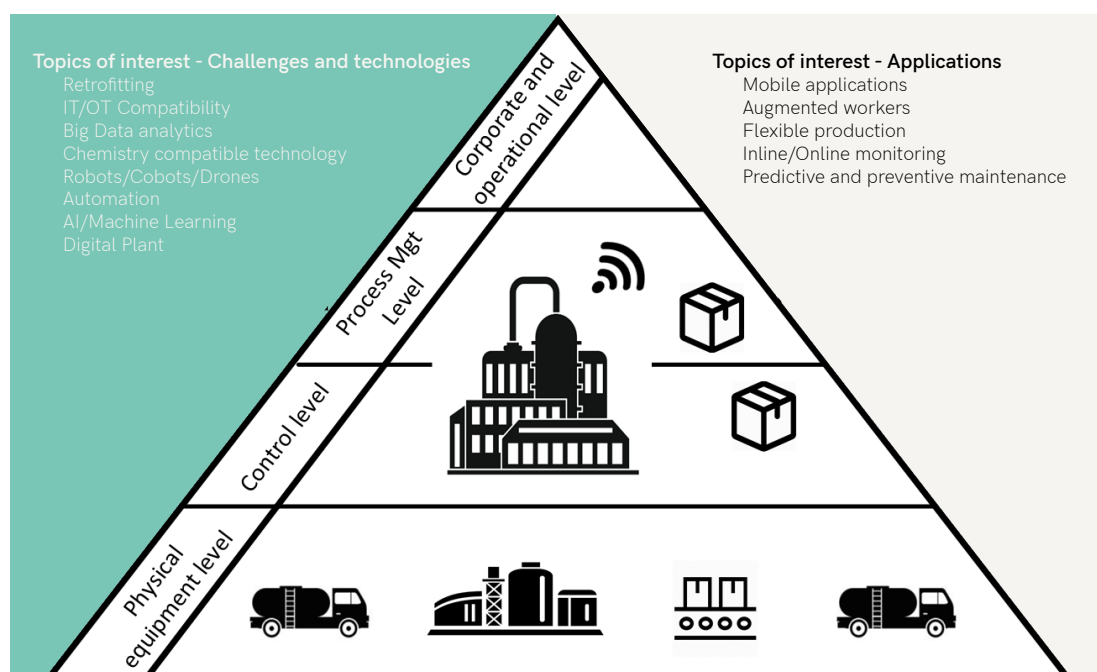 Topics of interest - Challenges and technologies
Retrofitting
IT/OT Compatibility
Big Data analytics
Chemistry compatible technology
Robots/Cobots/Drones
Automation
AI/Machine Learning
Digital Plant
Topics of interest - Applications
Mobile applications
Augmented workers
Flexible production
Inline/Online monitoring
Predictive and preventive maintenance
Corporate and
operational level
Process Mgt
Level
Control level
Physical
equipment level